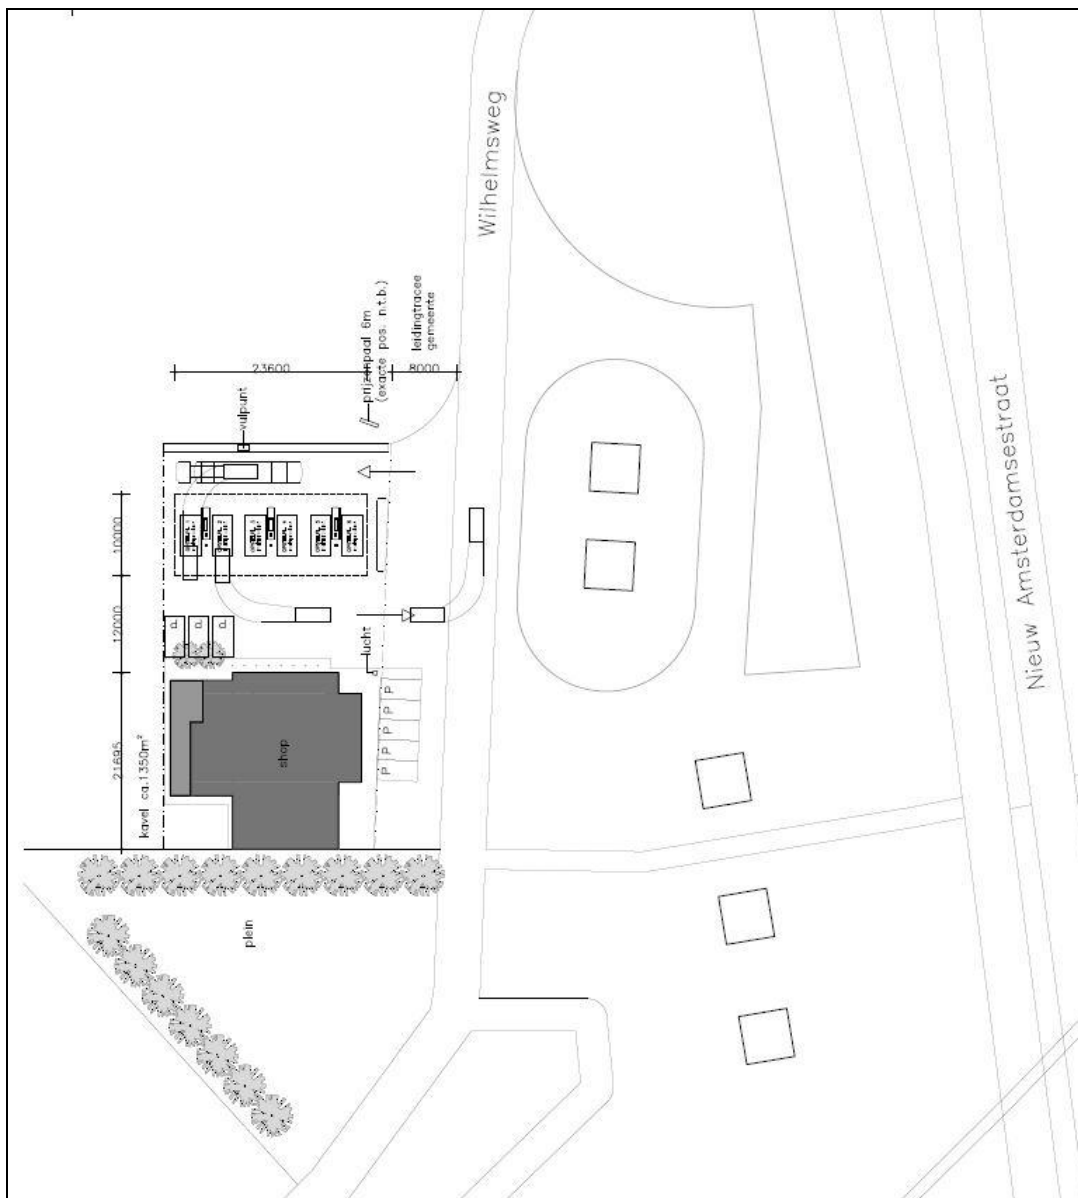 Wilhelmsweg
Nieuw Amsterdamsestraat
prijzenpaal 6m
(exacte pos. n.t.b.)
leidingtracee
gemeente
23600
8000
vulpunt
10000
12000
21695
lucht
P
P
P
P
P
P
P
P
shop
kavel ca.1350m²
plein